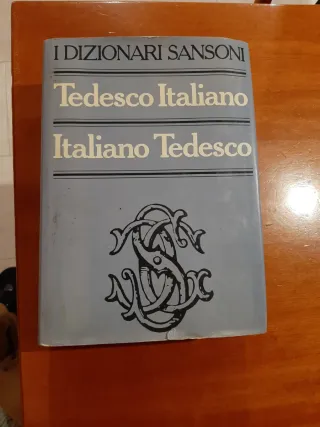 I DIZIONARI SANSONI
Tedesco Italiano
Italiano Tedesco